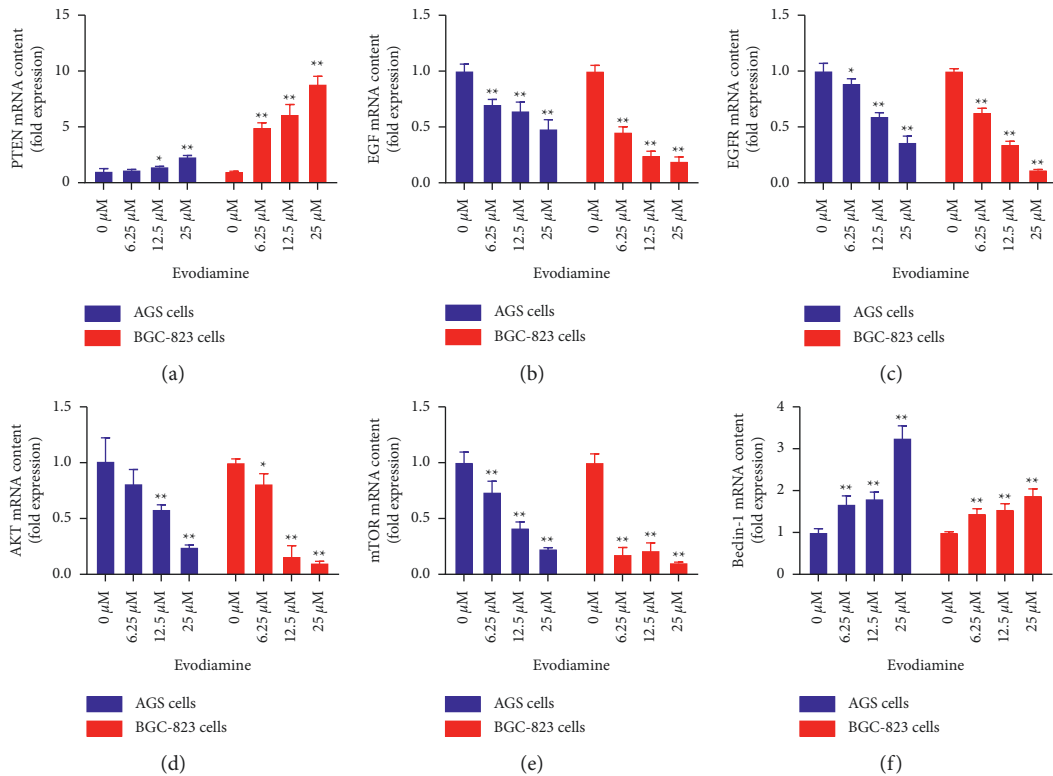 PTEN mRNA content
(fold expression)
15
10
5
0
*
**
**
**
**
0 µM
6.25 µM
12.5 µM
25 µM
0 µM
6.25 µM
12.5 µM
25 µM
Evodiamine
AGS cells
BGC-823 cells
(a)
EGF mRNA content
(fold expression)
1.5
1.0
0.5
0.0
**
**
**
**
**
**
0 µM
6.25 µM
12.5 µM
25 µM
0 µM
6.25 µM
12.5 µM
25 µM
Evodiamine
AGS cells
BGC-823 cells
(b)
EGFR mRNA content
(fold expression)
1.5
1.0
0.5
0.0
*
**
**
**
**
**
0 µM
6.25 µM
12.5 µM
25 µM
0 µM
6.25 µM
12.5 µM
25 µM
Evodiamine
AGS cells
BGC-823 cells
(c)
AKT mRNA content
(fold expression)
1.5
1.0
0.5
0.0
**
**
*
**
**
0 µM
6.25 µM
12.5 µM
25 µM
0 µM
6.25 µM
12.5 µM
25 µM
Evodiamine
AGS cells
BGC-823 cells
(d)
mTOR mRNA content
(fold expression)
1.5
1.0
0.5
0.0
**
**
**
**
**
**
0 µM
6.25 µM
12.5 µM
25 µM
0 µM
6.25 µM
12.5 µM
25 µM
Evodiamine
AGS cells
BGC-823 cells
(e)
Beclin-1 mRNA content
(fold expression)
4
3
2
1
0
**
**
**
**
**
**
0 µM
6.25 µM
12.5 µM
25 µM
0 µM
6.25 µM
12.5 µM
25 µM
Evodiamine
AGS cells
BGC-823 cells
(f)